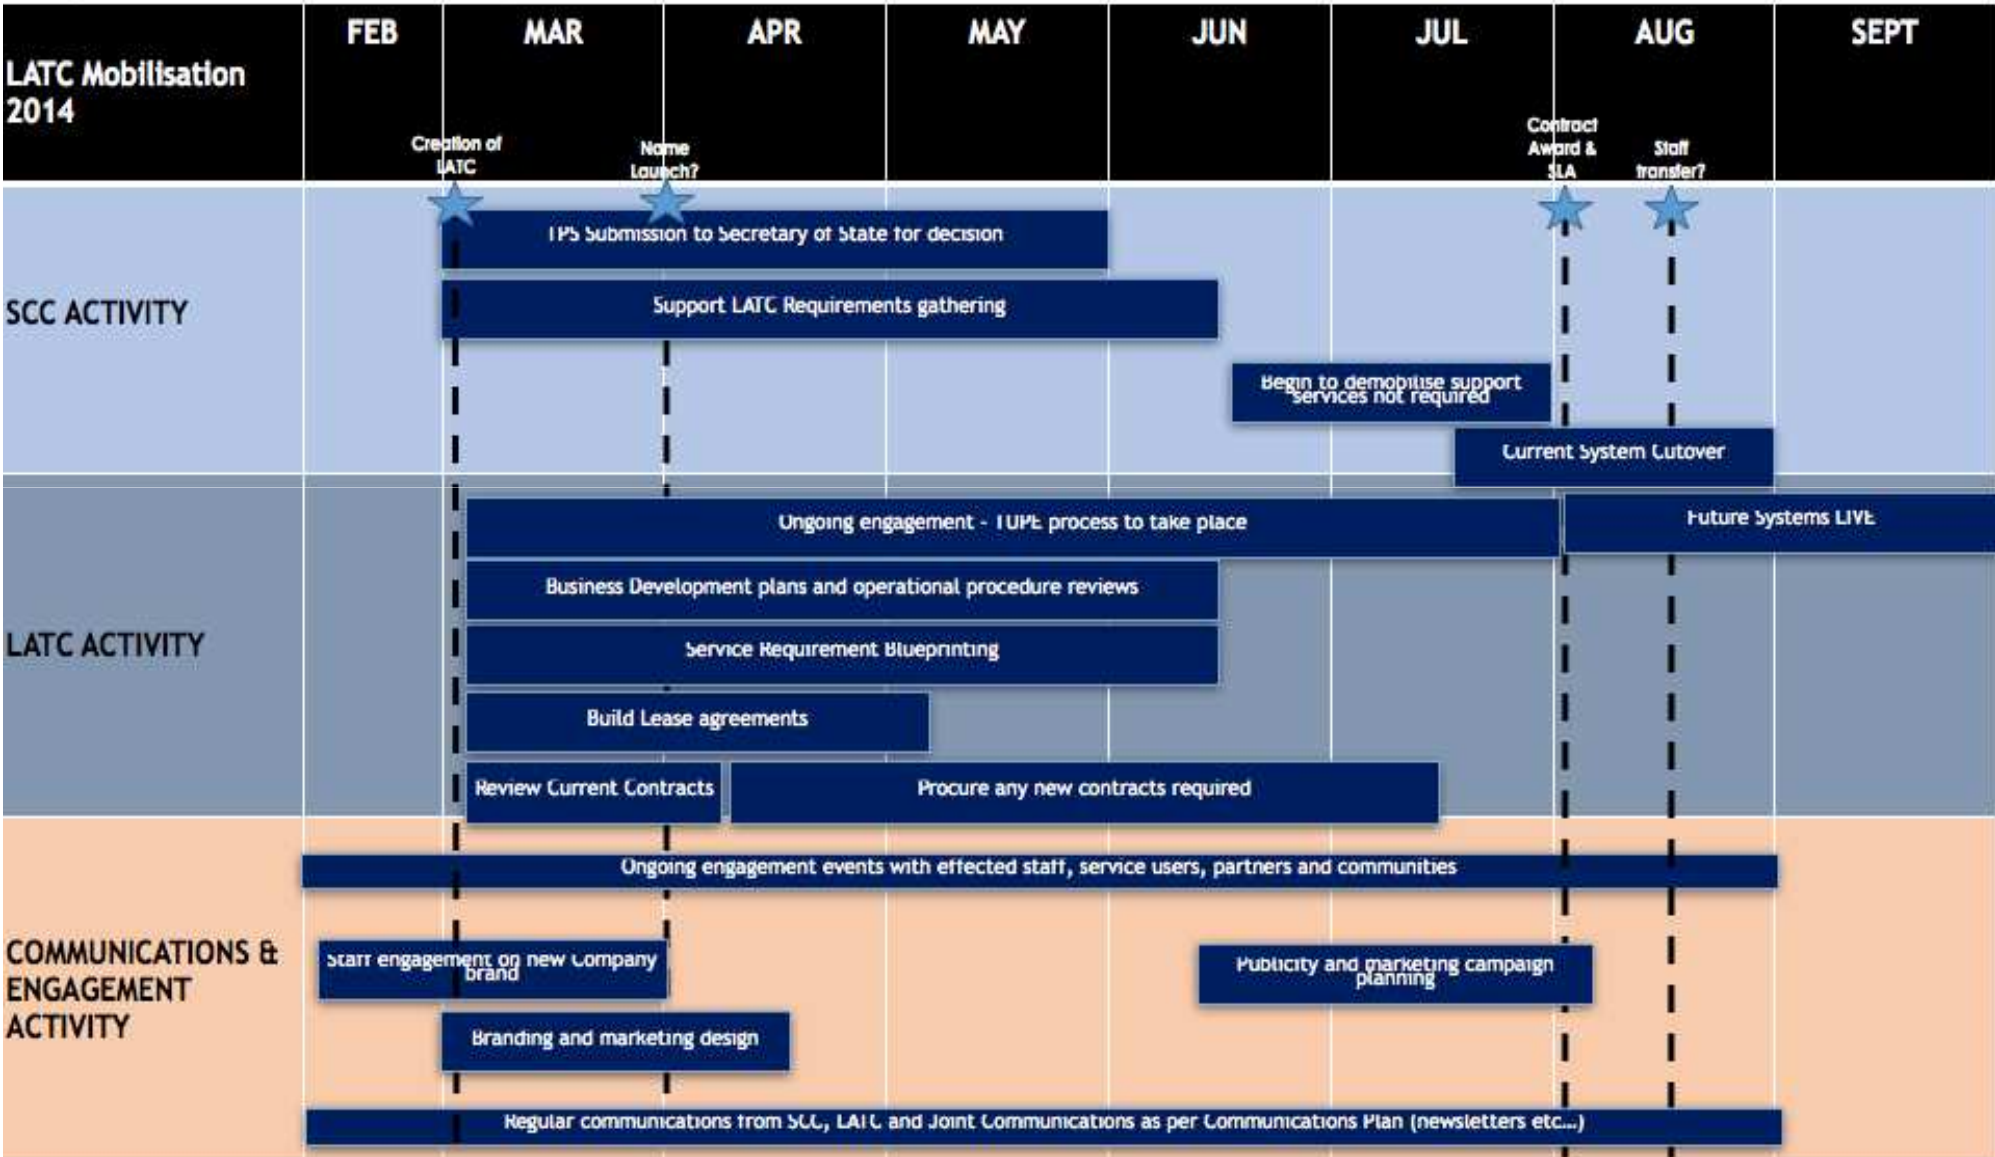 FEB
MAR
APR
MAY
JUN
JUL
AUG
SEPT
LATC Mobilisation
2014
Creation of
LATC
Name
Launch?
Contract
Award &
SLA
Staff
transfer?
SCC ACTIVITY
TPS Submission to Secretary of State for decision
Support LATC Requirements gathering
Begin to demobilise support
services not required
Current System Cutover
LATC ACTIVITY
Ongoing engagement - TUPE process to take place
Future Systems LIVE
Business Development plans and operational procedure reviews
Service Requirement Blueprinting
Build Lease agreements
Review Current Contracts
Procure any new contracts required
COMMUNICATIONS &
ENGAGEMENT
ACTIVITY
Ongoing engagement events with effected staff, service users, partners and communities
Staff engagement on new Company
brand
Publicity and marketing campaign
planning
Branding and marketing design
Regular communications from SCC, LATC and Joint Communications as per Communications Plan (newsletters etc...)